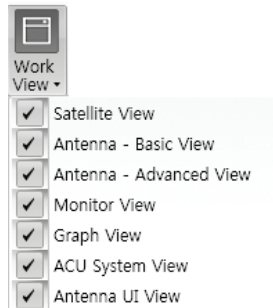 Work
View
Satellite View
Antenna - Basic View
Antenna - Advanced View
Monitor View
Graph View
ACU System View
Antenna UI View